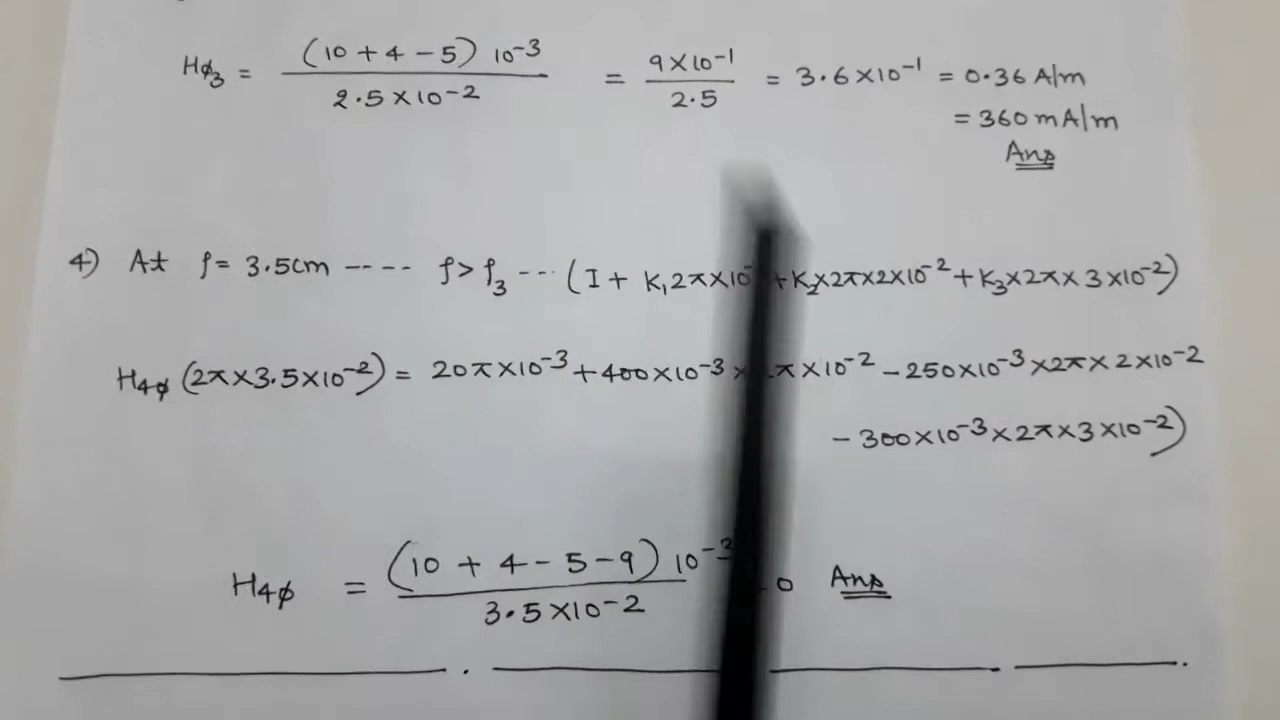 Hϕ3 = (10 + 4 - 5) 10^-3 / 2.5×10^-2 = 9×10^-1 / 2.5 = 3.6×10^-1 = 0.36 A/m
= 360 mA/m
Ans
4) At ρ = 3.5cm ---- ρ>ρ3 --- (I + K1 2π×10 +K2×2π×2×10^-2 + K3×2π×3×10^-2)
H4ϕ (2π×3.5×10^-2) = 20π×10^-3 + 400×10^-3 × π×10^-2 - 250×10^-3×2π×2×10^-2
- 300×10^-3×2π×3×10^-2)
H4ϕ = (10 + 4 - 5 - 9) 10^-3 / 3.5×10^-2 0 Ans